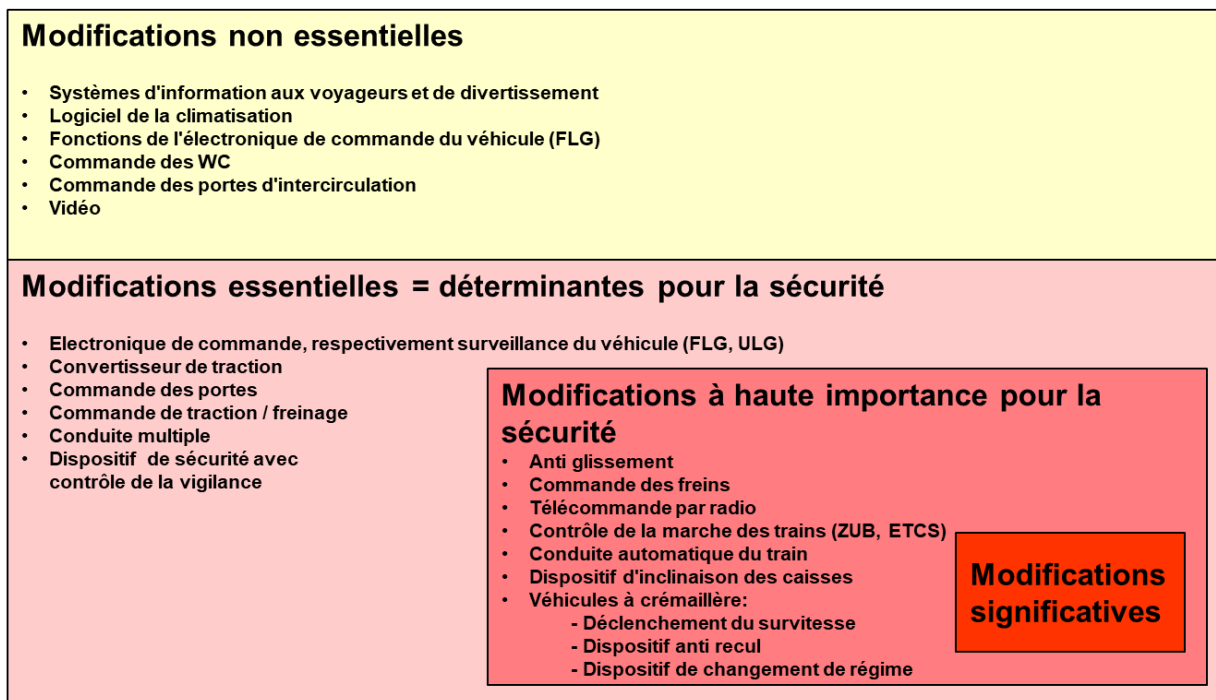 Modifications non essentielles
• Systèmes d'information aux voyageurs et de divertissement
• Logiciel de la climatisation
• Fonctions de l'électronique de commande du véhicule (FLG)
• Commande des WC
• Commande des portes d'intercirculation
• Vidéo
Modifications essentielles = déterminantes pour la sécurité
• Electronique de commande, respectivement surveillance du véhicule (FLG, ULG)
• Convertisseur de traction
• Commande des portes
• Commande de traction / freinage
• Conduite multiple
• Dispositif de sécurité avec
contrôle de la vigilance
Modifications à haute importance pour la
sécurité
• Anti glissement
• Commande des freins
• Télécommande par radio
• Contrôle de la marche des trains (ZUB, ETCS)
• Conduite automatique du train
• Dispositif d'inclinaison des caisses
• Véhicules à crémaillère:
- Déclenchement du survitesse
- Dispositif anti recul
- Dispositif de changement de régime
Modifications
significatives